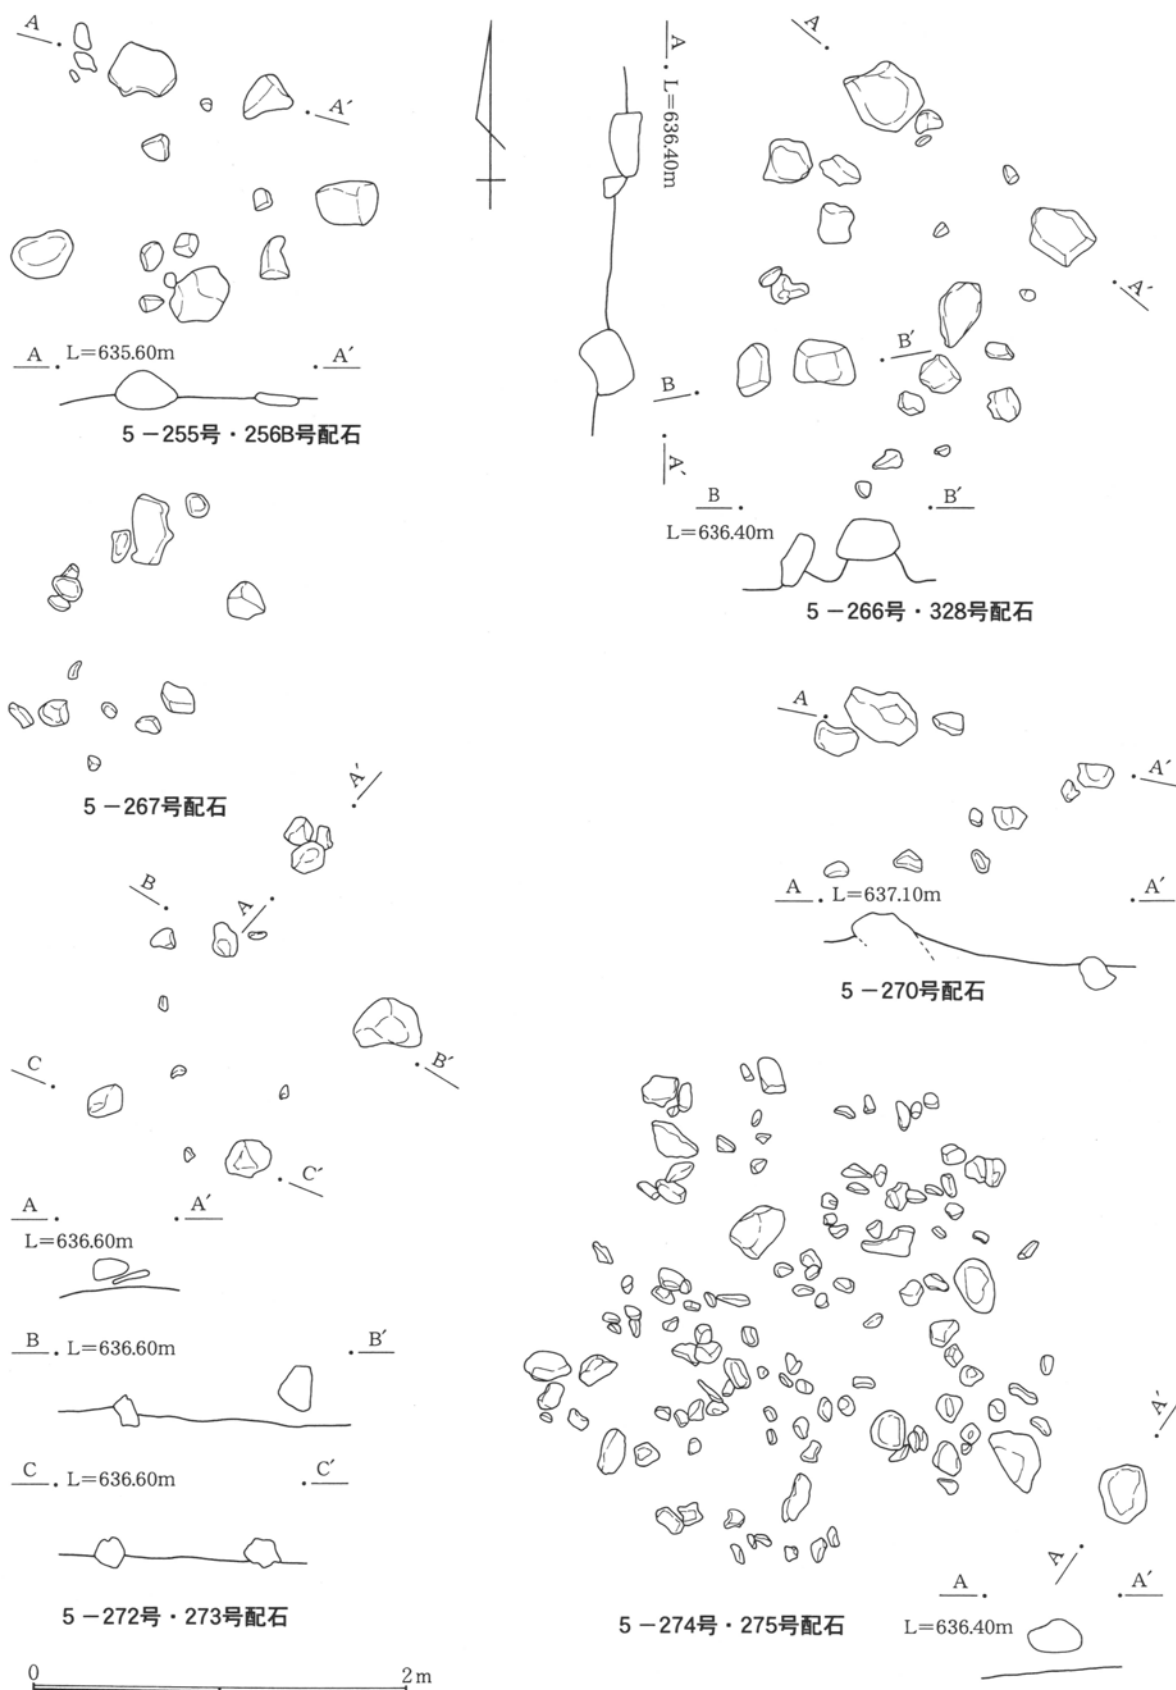 A
A′
A L=635.60m A′
5－255号・256B号配石
A
L=636.40m
A′
A
A′
B
B′
B B′
L=636.40m
5－266号・328号配石
5－267号配石
A
A′
A L=637.10m A′
5－270号配石
A′
B
A
B′
C
C′
A A′
L=636.60m
B L=636.60m B′
C L=636.60m C′
5－272号・273号配石
A′
A
A A′
L=636.40m
5－274号・275号配石
0 2m